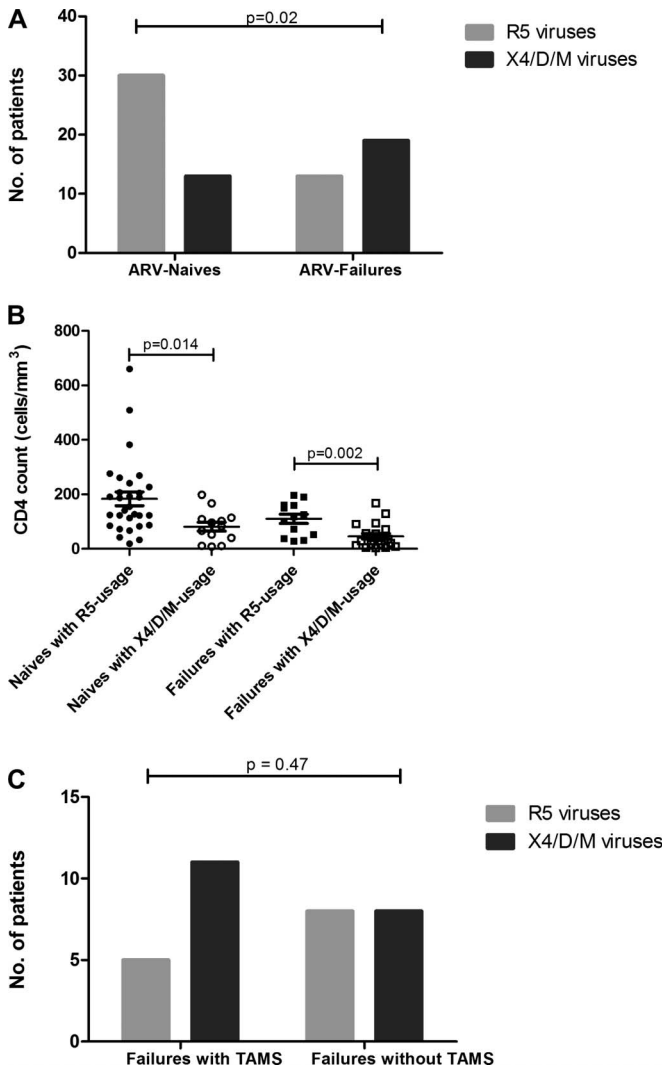 A
p=0.02
R5 viruses
X4/D/M viruses
No. of patients
40
30
20
10
0
ARV-Naives
ARV-Failures
B
CD4 count (cells/mm³)
800
600
400
200
0
p=0.014
p=0.002
Naives with R5-usage
Naives with X4/D/M-usage
Failures with R5-usage
Failures with X4/D/M-usage
C
p = 0.47
R5 viruses
X4/D/M viruses
No. of patients
15
10
5
0
Failures with TAMS
Failures without TAMS